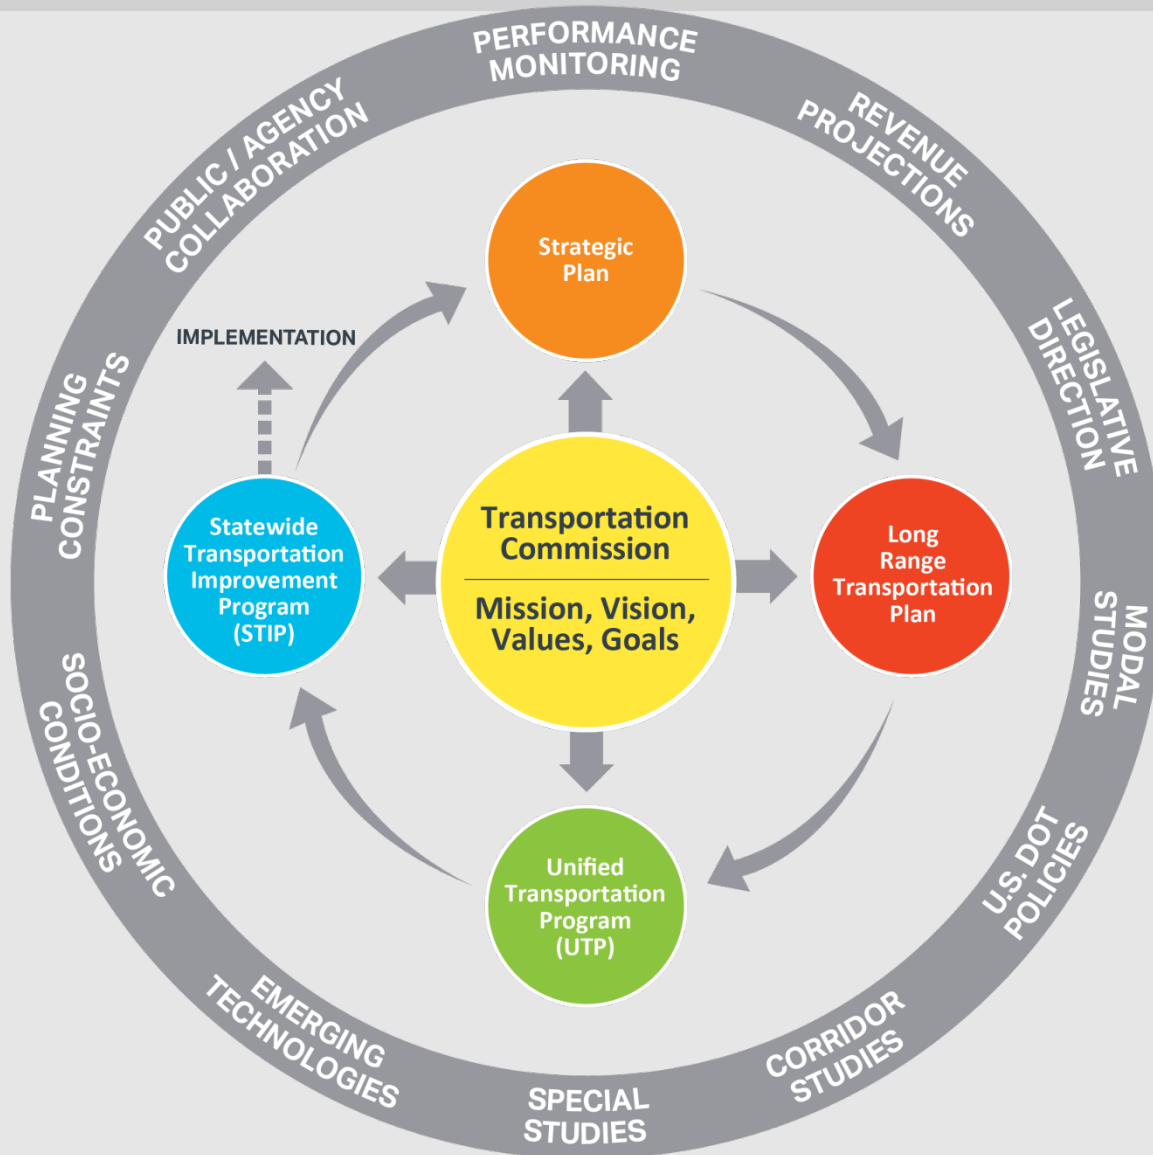 PERFORMANCE
MONITORING
REVENUE
PROJECTIONS
LEGISLATIVE
DIRECTION
MODAL
STUDIES
U.S. DOT
POLICIES
CORRIDOR
STUDIES
SPECIAL
STUDIES
EMERGING
TECHNOLOGIES
SOCIO-ECONOMIC
CONDITIONS
PLANNING
CONSTRAINTS
PUBLIC / AGENCY
COLLABORATION
Strategic
Plan
IMPLEMENTATION
Statewide
Transportation
Improvement
Program
(STIP)
Transportation
Commission
Mission, Vision,
Values, Goals
Long
Range
Transportation
Plan
Unified
Transportation
Program
(UTP)